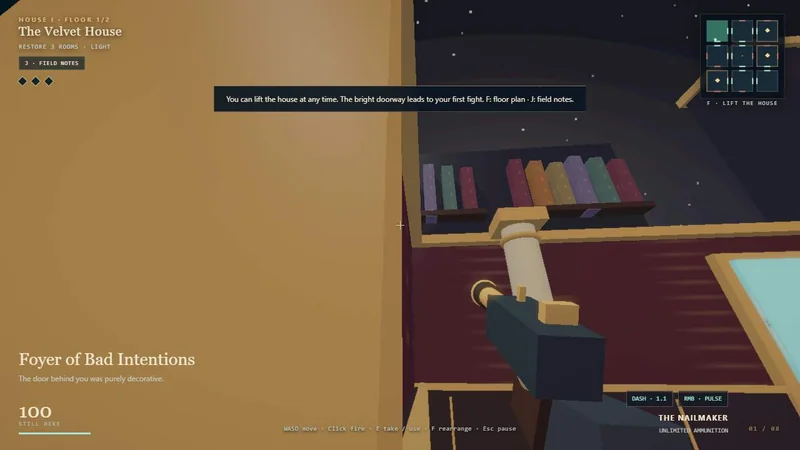 HOUSE I · FLOOR 1/2
The Velvet House
RESTORE 3 ROOMS · LIGHT
J · FIELD NOTES
You can lift the house at any time. The bright doorway leads to your first fight. F: floor plan · J: field notes.
F · LIFT THE HOUSE
Foyer of Bad Intentions
The door behind you was purely decorative.
100
STILL HERE
WASD move · Click fire · E take / use · F rearrange · Esc pause
DASH · 1.1
RMB · PULSE
THE NAILMAKER
UNLIMITED AMMUNITION
01 / 08